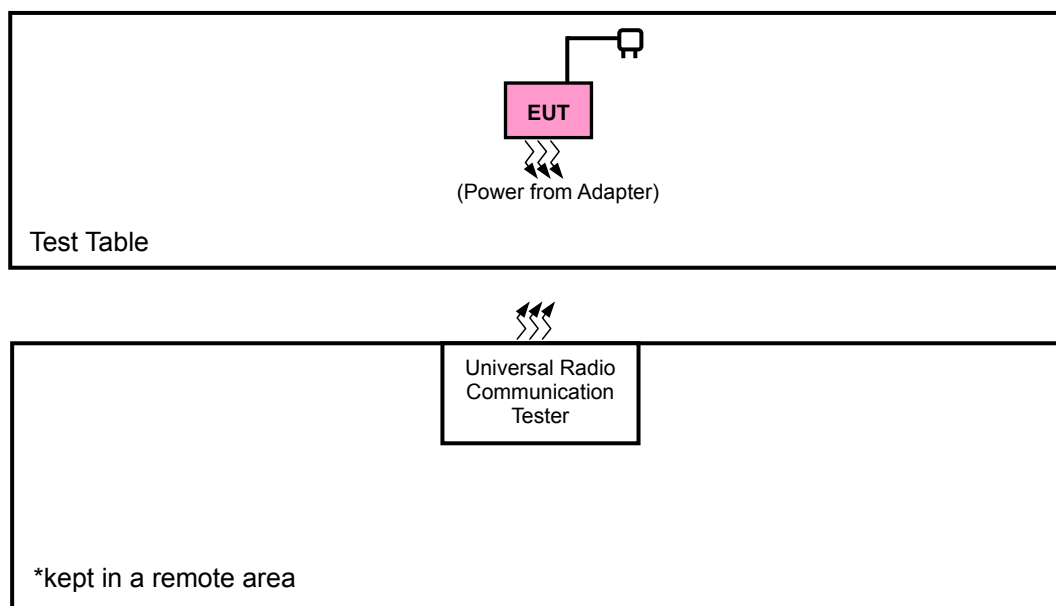 EUT
(Power from Adapter)
Test Table
Universal Radio
Communication
Tester
*kept in a remote area